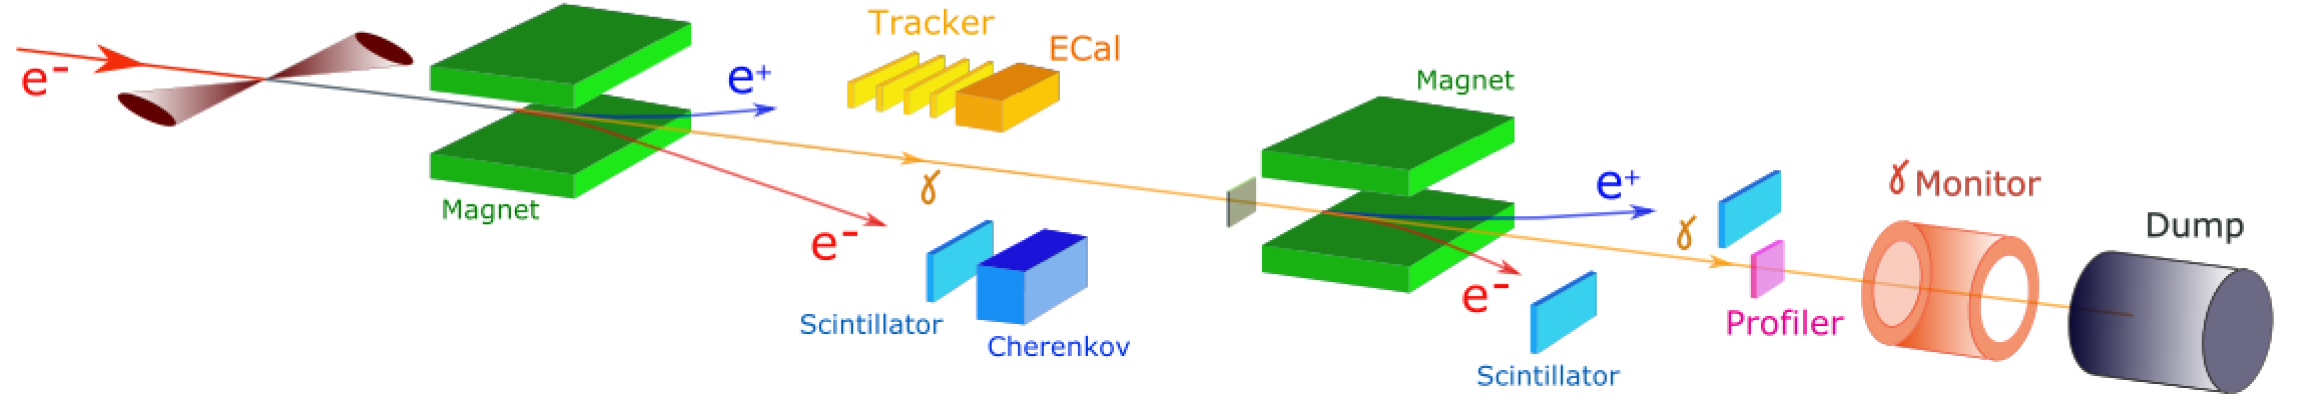 e-
Magnet
e+
Tracker
ECal
γ
e-
Scintillator
Cherenkov
Magnet
e+
e-
Scintillator
γ
Profiler
γ Monitor
Dump